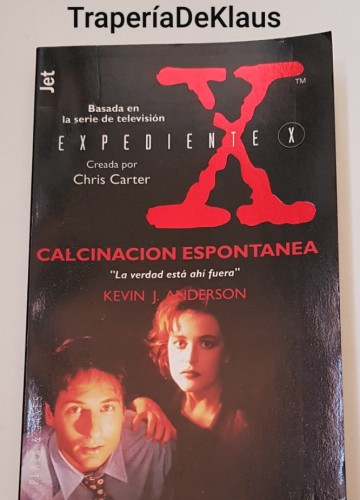 TraperíaDeKlaus
Jet
X
TM
Basada en
la serie de televisión
EXPEDIENTE X
Creada por
Chris Carter
CALCINACION ESPONTANEA
"La verdad está ahí fuera"
KEVIN J. ANDERSON